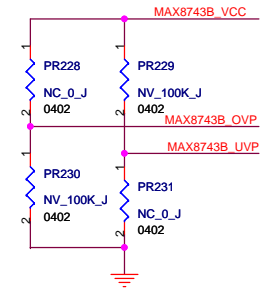 MAX8743B_VCC
1
1
PR228
PR229
NC_0_J
NV_100K_J
2
0402
2
0402
MAX8743B_OVP
MAX8743B_UVP
1
PR230
1
PR231
NV_100K_J
NC_0_J
2
0402
2
0402